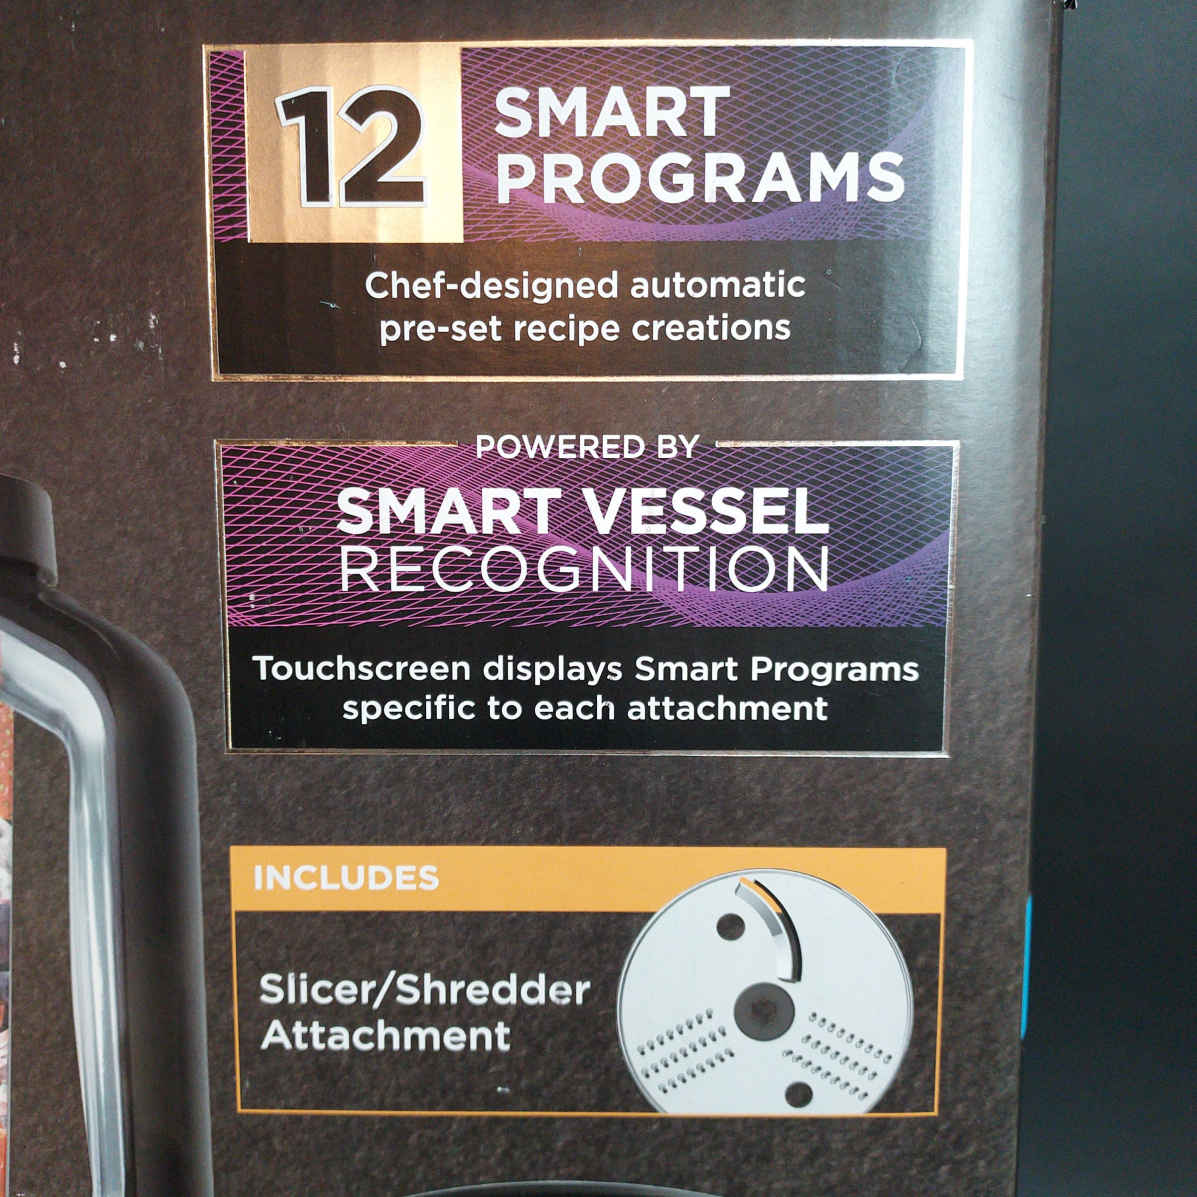 12 SMART
PROGRAMS
Chef-designed automatic
pre-set recipe creations
POWERED BY
SMART VESSEL
RECOGNITION
Touchscreen displays Smart Programs
specific to each attachment
INCLUDES
Slicer/Shredder
Attachment